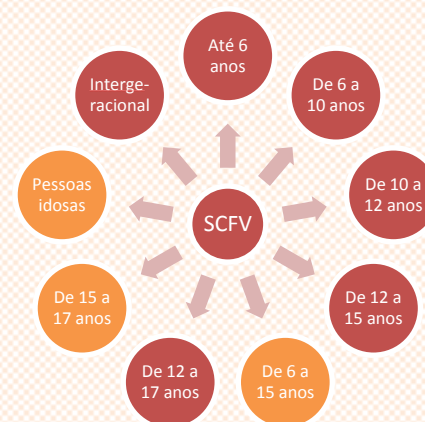 Até 6
anos
De 6 a
10 anos
De 10 a
12 anos
De 12 a
15 anos
De 6 a
15 anos
De 12 a
17 anos
De 15 a
17 anos
Pessoas
idosas
Interge-
racional
SCFV